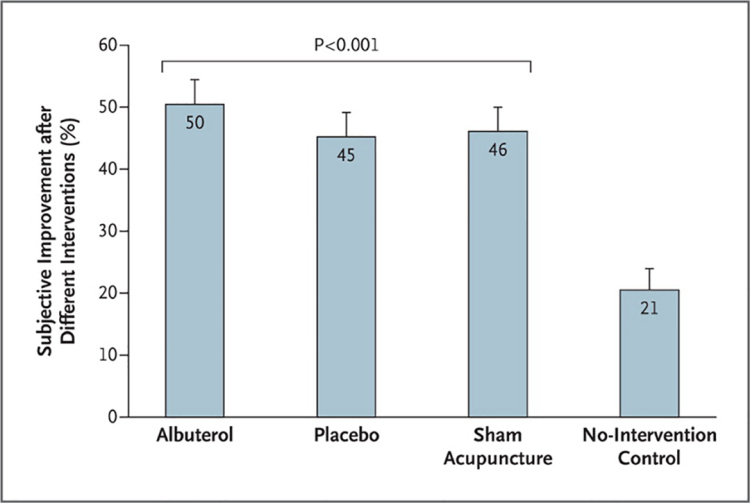 Subjective Improvement after
Different Interventions (%)
60
50
40
30
20
10
0
P<0.001
50
45
46
21
Albuterol
Placebo
Sham
Acupuncture
No-Intervention
Control